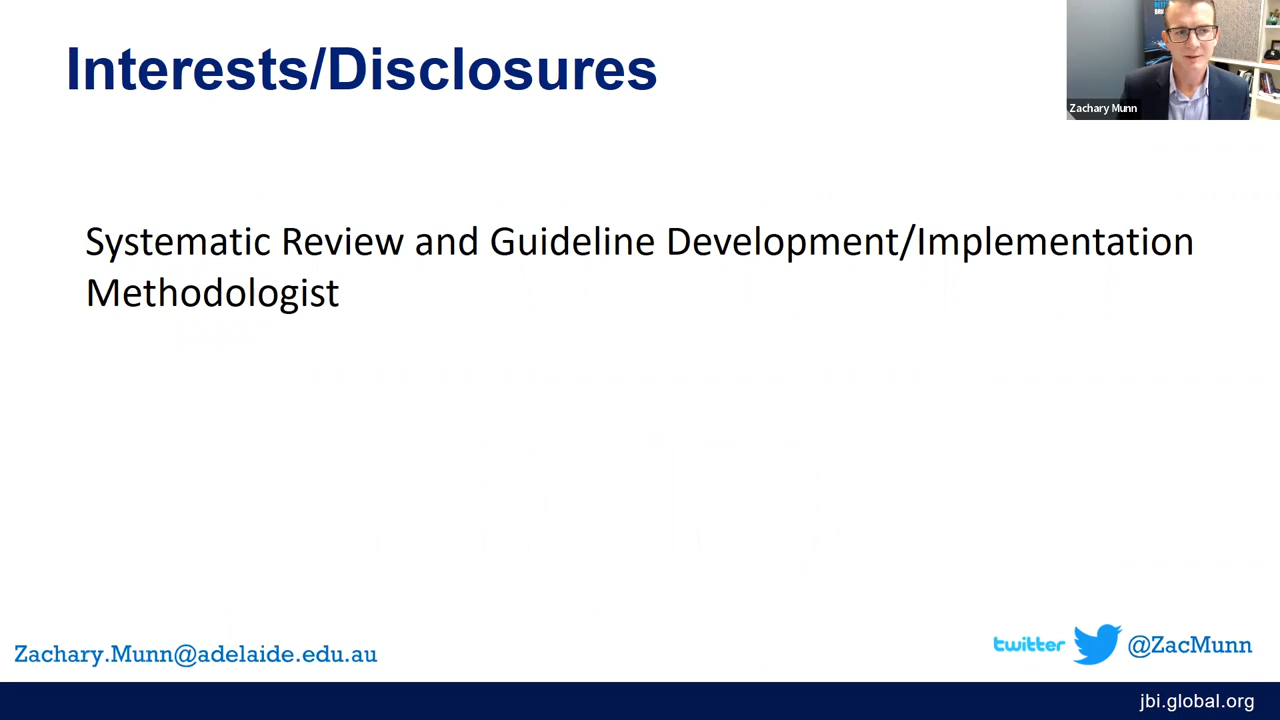 Interests/Disclosures
Zachary Munn
Systematic Review and Guideline Development/Implementation
Methodologist
Zachary.Munn@adelaide.edu.au
twitter @ZacMunn
jbi.global.org